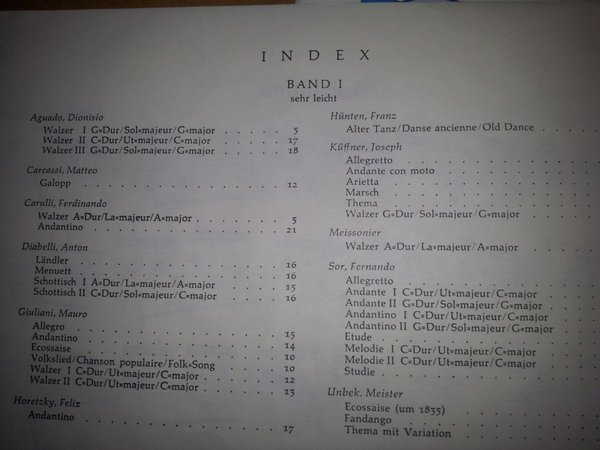 INDEX
BAND I
sehr leicht
Aguado, Dionisio
Walzer I G=Dur/Sol=majeur/G=major . . . . . 5
Walzer II C=Dur/Ut=majeur/C=major . . . . . 17
Walzer III G=Dur/Sol=majeur/G=major . . . . . 18
Carcassi, Matteo
Galopp . . . . . . . . . . . . . . 12
Carulli, Ferdinando
Walzer A=Dur/La=majeur/A=major . . . . . . 5
Andantino . . . . . . . . . . . . . 21
Diabelli, Anton
Ländler . . . . . . . . . . . . . . 16
Menuett . . . . . . . . . . . . . . 16
Schottisch I A=Dur/La=majeur/A=major . . . . . 15
Schottisch II C=Dur/Sol=majeur/C=major . . . . . 16
Giuliani, Mauro
Allegro . . . . . . . . . . . . . . 15
Andantino . . . . . . . . . . . . . 14
Ecossaise . . . . . . . . . . . . . 10
Volkslied/Chanson populaire/Folk=Song . . . . . 10
Walzer I C=Dur/Ut=majeur/C=major . . . . . . 12
Walzer II C=Dur/Ut=majeur/C=major . . . . . . 13
Horetzky, Felix
Andantino . . . . . . . . . . . . . 17
Hünten, Franz
Alter Tanz/Danse ancienne/Old Dance . . . .
Küffner, Joseph
Allegretto . . . . . . . . . . .
Andante con moto . . . . . . . . .
Arietta . . . . . . . . . . . .
Marsch . . . . . . . . . . . .
Thema . . . . . . . . . . . .
Walzer G=Dur Sol=majeur/G=major . . . . .
Meissonier
Walzer A=Dur/La=majeur/A=major . . . . .
Sor, Fernando
Allegretto . . . . . . . . . . .
Andante I C=Dur/Ut=majeur/C=major . . . .
Andante II G=Dur/Sol=majeur/G=major . . . .
Andantino I C=Dur/Ut=majeur/C=major . . . .
Andantino II G=Dur/Sol=majeur/G=major . . . .
Etude . . . . . . . . . . . .
Melodie I C=Dur/Ut=majeur/C=major . . . .
Melodie II C=Dur/Ut=majeur/C=major . . . .
Studie . . . . . . . . . . . .
Unbek. Meister
Ecossaise (um 1835) . . . . . . . .
Fandango . . . . . . . . . . .
Thema mit Variation . . . . . . . .